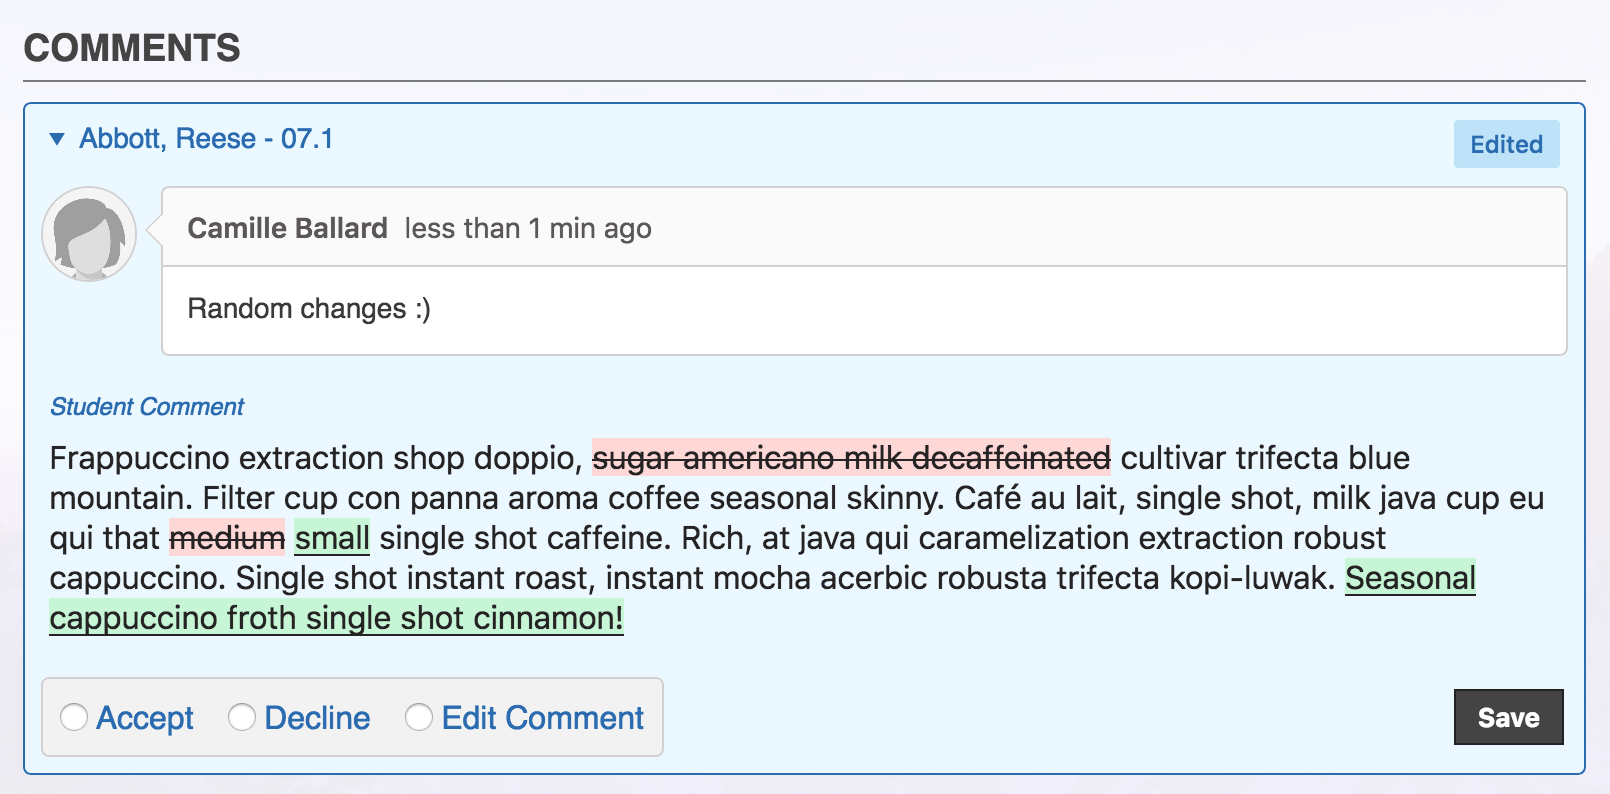 COMMENTS
Abbott, Reese - 07.1
Edited
Camille Ballard less than 1 min ago
Random changes :)
Student Comment
Frappuccino extraction shop doppio, sugar americano milk decaffeinated cultivar trifecta blue
mountain. Filter cup con panna aroma coffee seasonal skinny. Café au lait, single shot, milk java cup eu
qui that medium small single shot caffeine. Rich, at java qui caramelization extraction robust
cappuccino. Single shot instant roast, instant mocha acerbic robusta trifecta kopi-luwak. Seasonal
cappuccino froth single shot cinnamon!
Accept Decline Edit Comment
Save